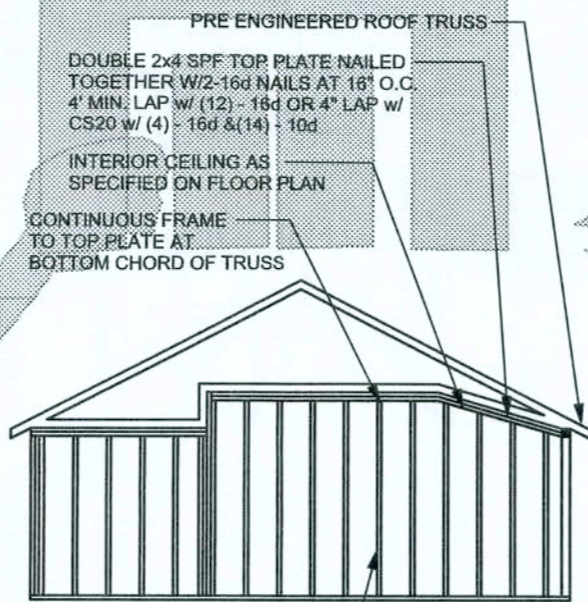 PRE ENGINEERED ROOF TRUSS
DOUBLE 2x4 SPF TOP PLATE NAILED
TOGETHER W/2-16d NAILS AT 16" O.C.
4' MIN. LAP w/ (12) - 16d OR 4" LAP w/
CS20 w/ (4) - 16d &(14) - 10d
INTERIOR CEILING AS
SPECIFIED ON FLOOR PLAN
CONTINUOUS FRAME
TO TOP PLATE AT
BOTTOM CHORD OF TRUSS